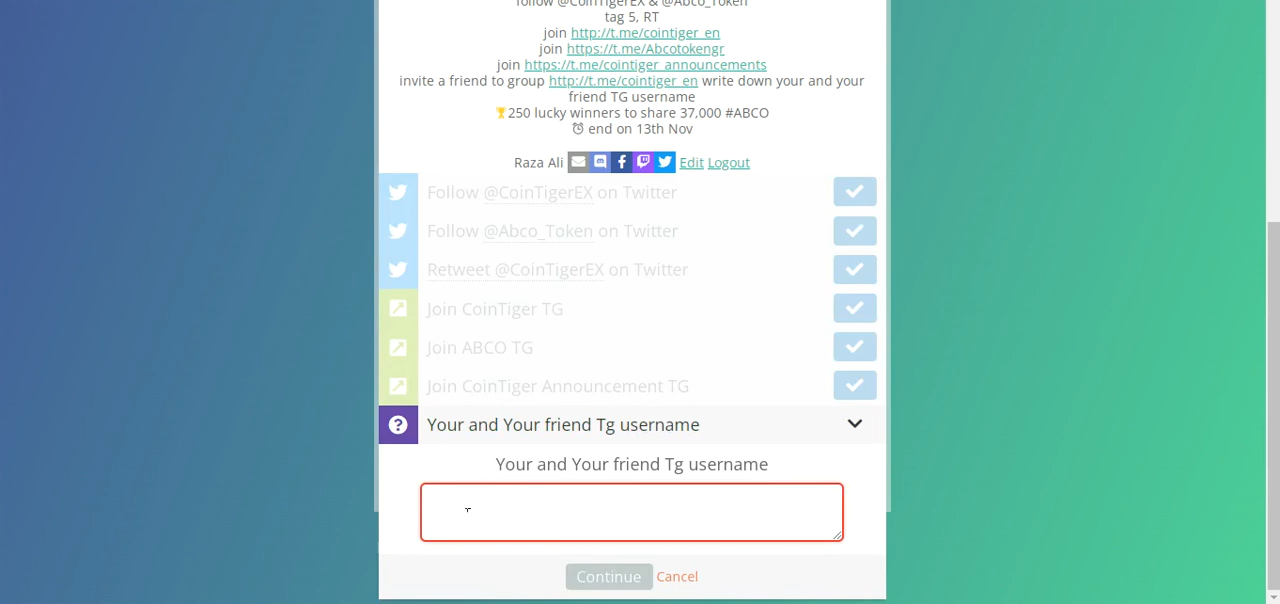 follow @CoinTigerEX & @Abco_Token
tag 5, RT
join http://t.me/cointiger_en
join https://t.me/Abcotokengr
join https://t.me/cointiger_announcements
invite a friend to group http://t.me/cointiger_en write down your and your
friend TG username
🏆250 lucky winners to share 37,000 #ABCO
⏰ end on 13th Nov
Raza Ali Edit Logout
Follow @CoinTigerEX on Twitter
Follow @Abco_Token on Twitter
Retweet @CoinTigerEX on Twitter
Join CoinTiger TG
Join ABCO TG
Join CoinTiger Announcement TG
Your and Your friend Tg username
Your and Your friend Tg username
Continue Cancel